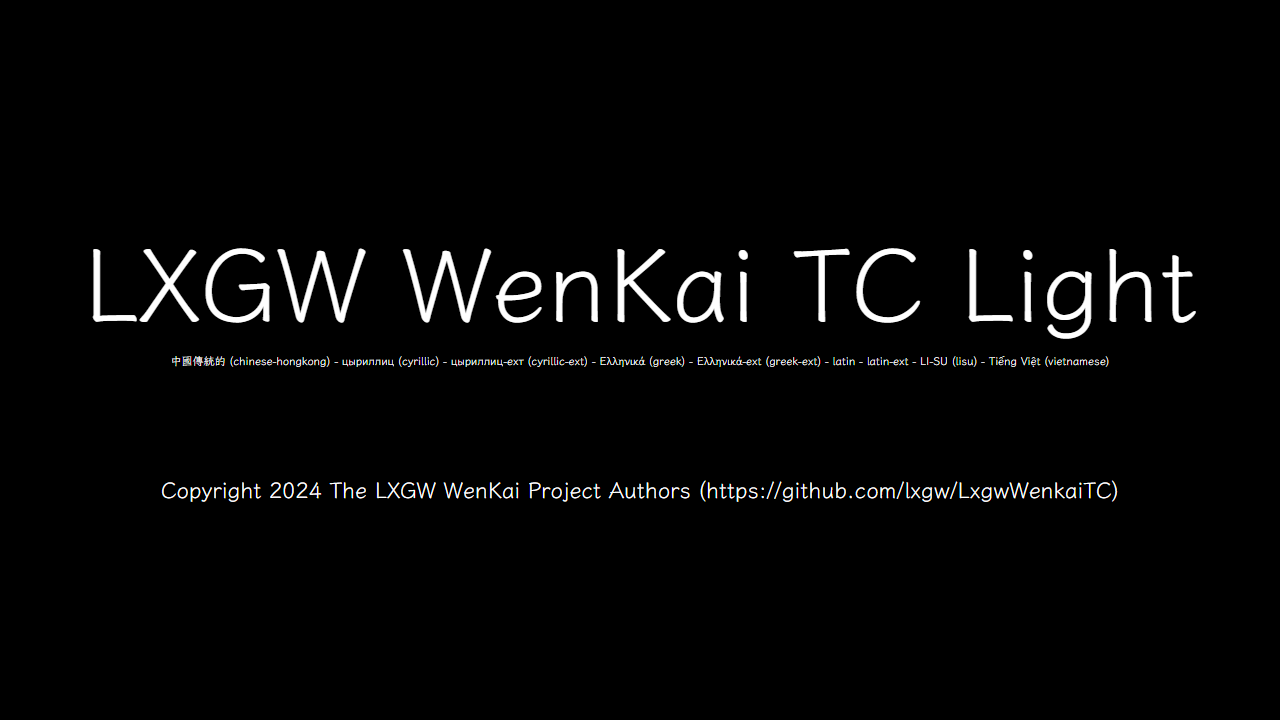 LXGW WenKai TC Light
中國傳統的 (chinese-hongkong) - цыриллиц (cyrillic) - цыриллиц-ext (cyrillic-ext) - Ελληνικά (greek) - Ελληνικά-ext (greek-ext) - latin - latin-ext - LI-SU (lisu) - Tiếng Việt (vietnamese)
Copyright 2024 The LXGW WenKai Project Authors (https://github.com/lxgw/LxgwWenkaiTC)